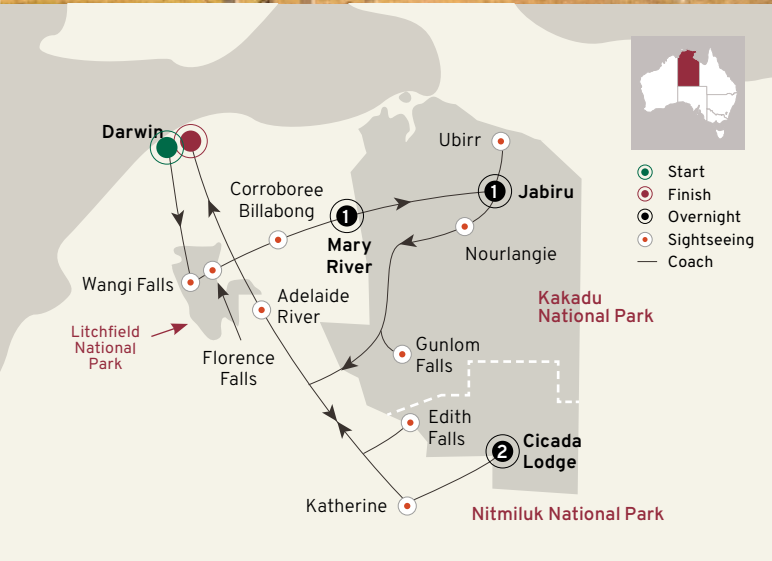 Darwin
Ubirr
Start
Finish
Overnight
Sightseeing
Coach
Corroboree
Billabong
1
Mary
River
1
Jabiru
Nourlangie
Wangi Falls
Adelaide
River
Kakadu
National Park
Litchfield
National
Park
Florence
Falls
Gunlom
Falls
Edith
Falls
2
Cicada
Lodge
Katherine
Nitmiluk National Park